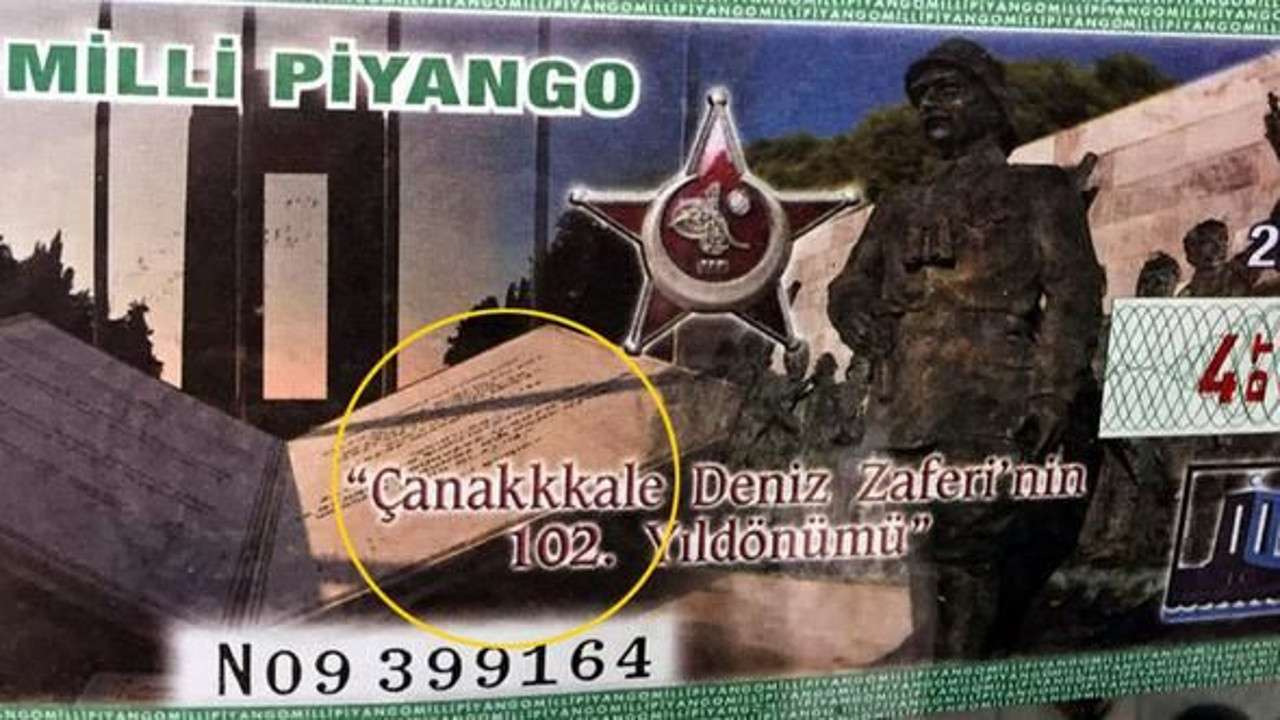 MİLLİ PİYANGO
"Çanakkkale Deniz Zaferi'nin
102. Yıldönümü"
N09 399164